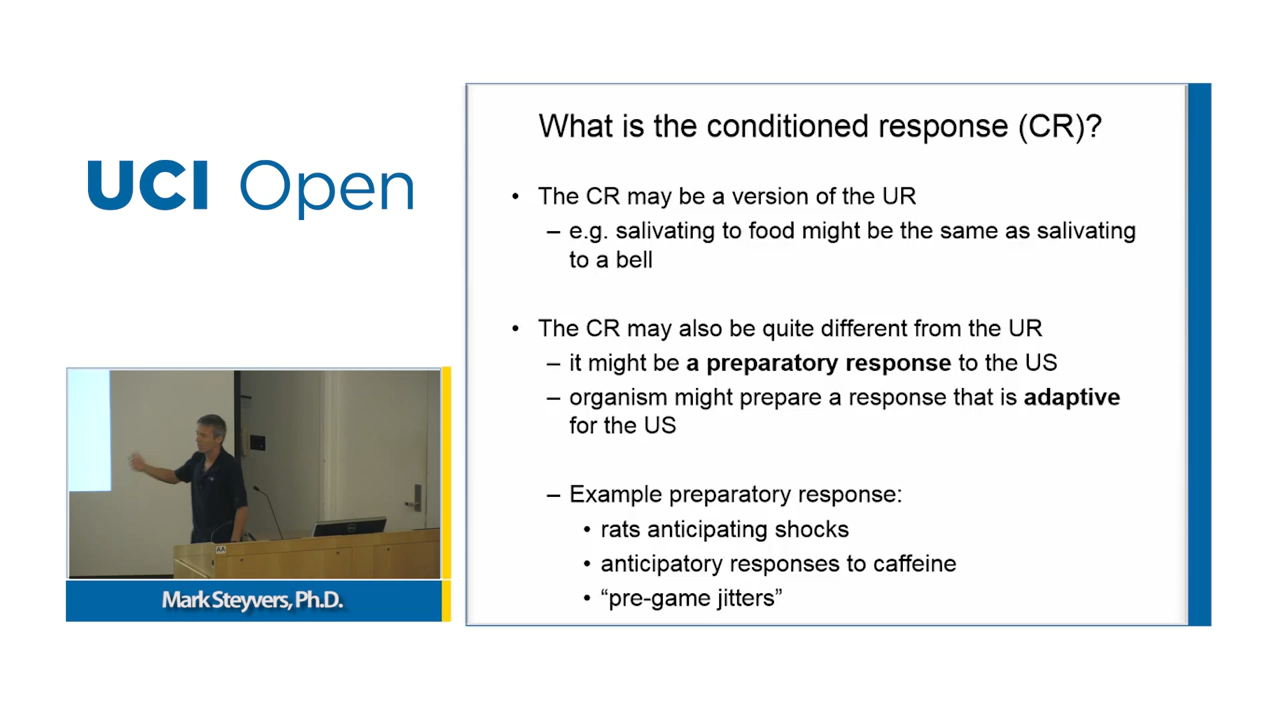 UCI Open
What is the conditioned response (CR)?
• The CR may be a version of the UR
– e.g. salivating to food might be the same as salivating
to a bell
• The CR may also be quite different from the UR
– it might be a preparatory response to the US
– organism might prepare a response that is adaptive
for the US
– Example preparatory response:
• rats anticipating shocks
• anticipatory responses to caffeine
• “pre-game jitters”
AA
Mark Steyvers, Ph.D.